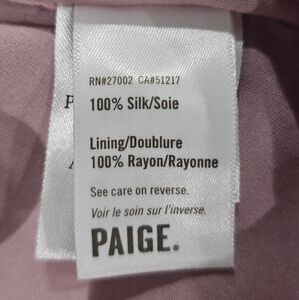 RN#27002 CA#51217
100% Silk/Soie
Lining/Doublure
100% Rayon/Rayonne
See care on reverse.
Voir le soin sur l'inverse.
PAIGE.